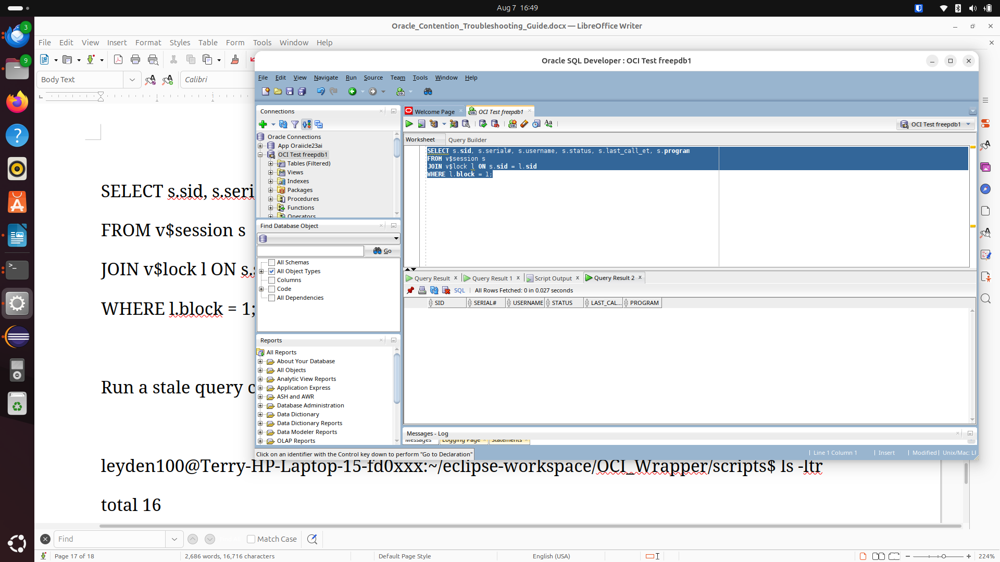 Aug 7 16:49
Oracle_Contention_Troubleshooting_Guide.docx — LibreOffice Writer
File Edit View Insert Format Styles Table Form Tools Window Help
Body Text
Calibri
SELECT s.sid, s.seri
FROM v$session s
JOIN v$lock l ON s.s
WHERE l.block = 1;
Run a stale query c
leyden100@Terry-HP-Laptop-15-fd0xxx:~/eclipse-workspace/OCI_Wrapper/scripts$ ls -ltr
total 16
Find
Match Case
Page 17 of 18
2,686 words, 16,716 characters
Default Page Style
English (USA)
224%
3
9
Oracle SQL Developer : OCI Test freepdb1
File Edit View Navigate Run Source Team Tools Window Help
Connections
Oracle Connections
App Oraiicle23ai
OCI Test freepdb1
Tables (Filtered)
Views
Indexes
Packages
Procedures
Functions
Operators
Find Database Object
Go
All Schemas
All Object Types
Columns
Code
All Dependencies
Reports
All Reports
About Your Database
All Objects
Analytic View Reports
Application Express
ASH and AWR
Database Administration
Data Dictionary
Data Dictionary Reports
Data Modeler Reports
OLAP Reports
Welcome Page
OCI Test freepdb1
OCI Test freepdb1
Worksheet
Query Builder
SELECT s.sid, s.serial#, s.username, s.status, s.last_call_et, s.program
FROM v$session s
JOIN v$lock l ON s.sid = l.sid
WHERE l.block = 1;
Query Result
Query Result 1
Script Output
Query Result 2
SQL
All Rows Fetched: 0 in 0.027 seconds
SID SERIAL# USERNAME STATUS LAST_CAL... PROGRAM
Messages - Log
Messages Logging Page Statements
Click on an identifier with the Control key down to perform "Go to Declaration"
Line 1 Column 1
Insert
Modified
Unix/Mac: LF